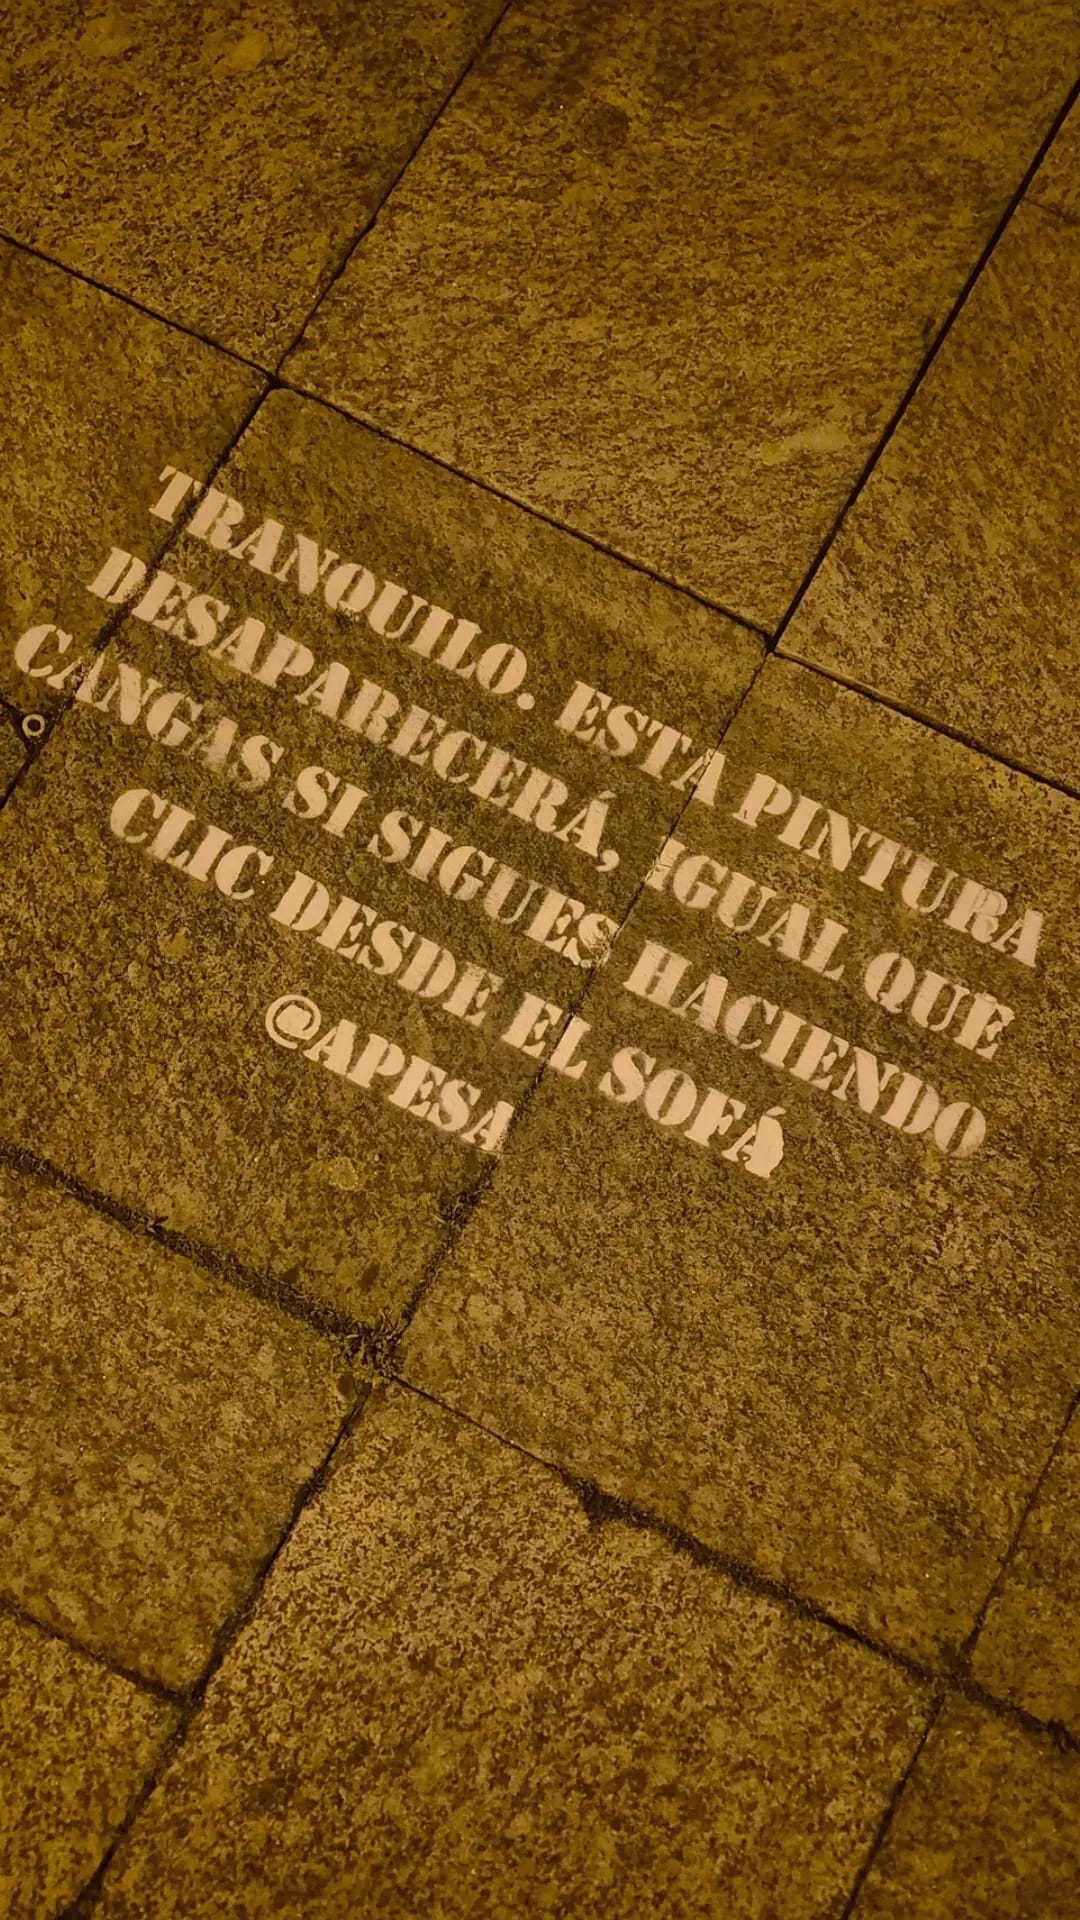 TRANQUILO. ESTA PINTURA
DESAPARECERÁ, IGUAL QUE
CANGAS SI SIGUES HACIENDO
CLIC DESDE EL SOFÁ
@APESA